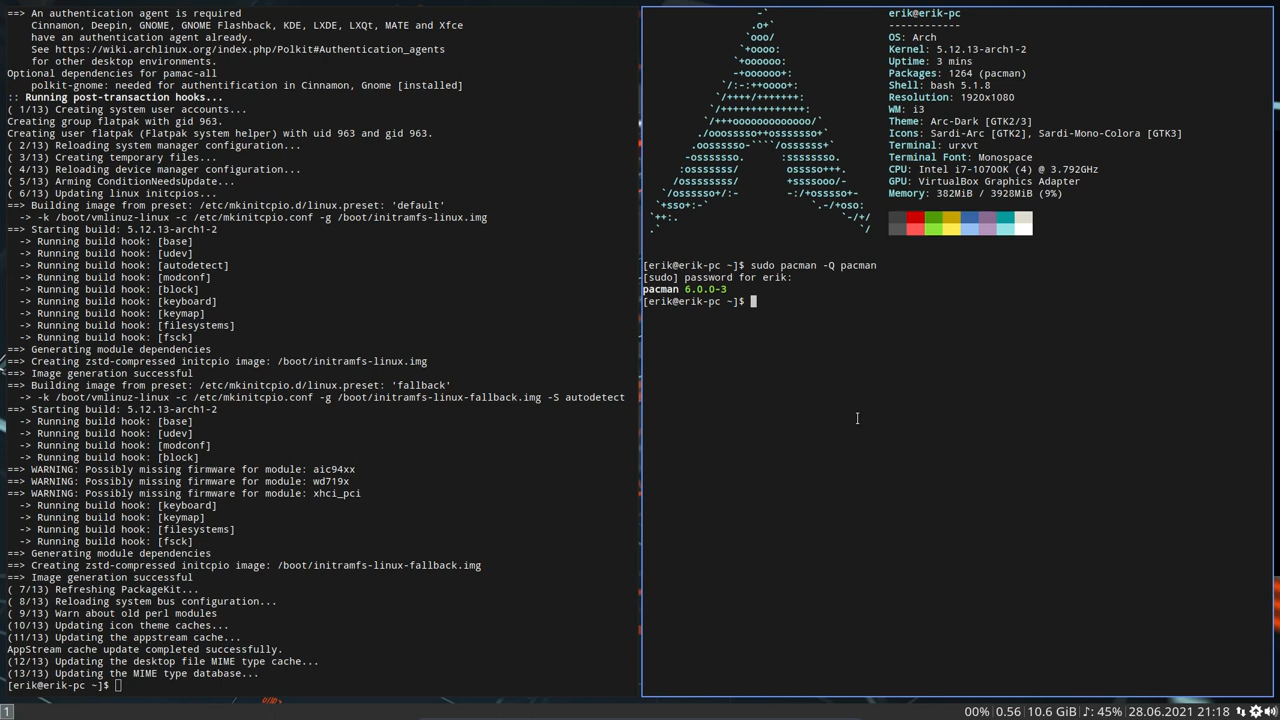 ==> An authentication agent is required
    Cinnamon, Deepin, GNOME, GNOME Flashback, KDE, LXDE, LXQt, MATE and Xfce
    have an authentication agent already.
    See https://wiki.archlinux.org/index.php/Polkit#Authentication_agents
    for other desktop environments.
Optional dependencies for pamac-all
    polkit-gnome: needed for authentication in Cinnamon, Gnome [installed]
:: Running post-transaction hooks...
( 1/13) Creating system user accounts...
Creating group flatpak with gid 963.
Creating user flatpak (Flatpak system helper) with uid 963 and gid 963.
( 2/13) Reloading system manager configuration...
( 3/13) Creating temporary files...
( 4/13) Reloading device manager configuration...
( 5/13) Arming ConditionNeedsUpdate...
( 6/13) Updating linux initcpios...
==> Building image from preset: /etc/mkinitcpio.d/linux.preset: 'default'
  -> -k /boot/vmlinuz-linux -c /etc/mkinitcpio.conf -g /boot/initramfs-linux.img
==> Starting build: 5.12.13-arch1-2
  -> Running build hook: [base]
  -> Running build hook: [udev]
  -> Running build hook: [autodetect]
  -> Running build hook: [modconf]
  -> Running build hook: [block]
  -> Running build hook: [keyboard]
  -> Running build hook: [keymap]
  -> Running build hook: [filesystems]
  -> Running build hook: [fsck]
==> Generating module dependencies
==> Creating zstd-compressed initcpio image: /boot/initramfs-linux.img
==> Image generation successful
==> Building image from preset: /etc/mkinitcpio.d/linux.preset: 'fallback'
  -> -k /boot/vmlinuz-linux -c /etc/mkinitcpio.conf -g /boot/initramfs-linux-fallback.img -S autodetect
==> Starting build: 5.12.13-arch1-2
  -> Running build hook: [base]
  -> Running build hook: [udev]
  -> Running build hook: [modconf]
  -> Running build hook: [block]
==> WARNING: Possibly missing firmware for module: aic94xx
==> WARNING: Possibly missing firmware for module: wd719x
==> WARNING: Possibly missing firmware for module: xhci_pci
  -> Running build hook: [keyboard]
  -> Running build hook: [keymap]
  -> Running build hook: [filesystems]
  -> Running build hook: [fsck]
==> Generating module dependencies
==> Creating zstd-compressed initcpio image: /boot/initramfs-linux-fallback.img
==> Image generation successful
( 7/13) Refreshing PackageKit...
( 8/13) Reloading system bus configuration...
( 9/13) Warn about old perl modules
(10/13) Updating icon theme caches...
(11/13) Updating the appstream cache...
AppStream cache update completed successfully.
(12/13) Updating the desktop file MIME type cache...
(13/13) Updating the MIME type database...
[erik@erik-pc ~]$
erik@erik-pc
------------
OS: Arch
Kernel: 5.12.13-arch1-2
Uptime: 3 mins
Packages: 1264 (pacman)
Shell: bash 5.1.8
Resolution: 1920x1080
WM: i3
Theme: Arc-Dark [GTK2/3]
Icons: Sardi-Arc [GTK2], Sardi-Mono-Colora [GTK3]
Terminal: urxvt
Terminal Font: Monospace
CPU: Intel i7-10700K (4) @ 3.792GHz
GPU: VirtualBox Graphics Adapter
Memory: 382MiB / 3928MiB (9%)
[erik@erik-pc ~]$ sudo pacman -Q pacman
[sudo] password for erik:
pacman 6.0.0-3
[erik@erik-pc ~]$
1
00% | 0.56 | 10.6 GiB | ♪: 45% | 28.06.2021 21:18